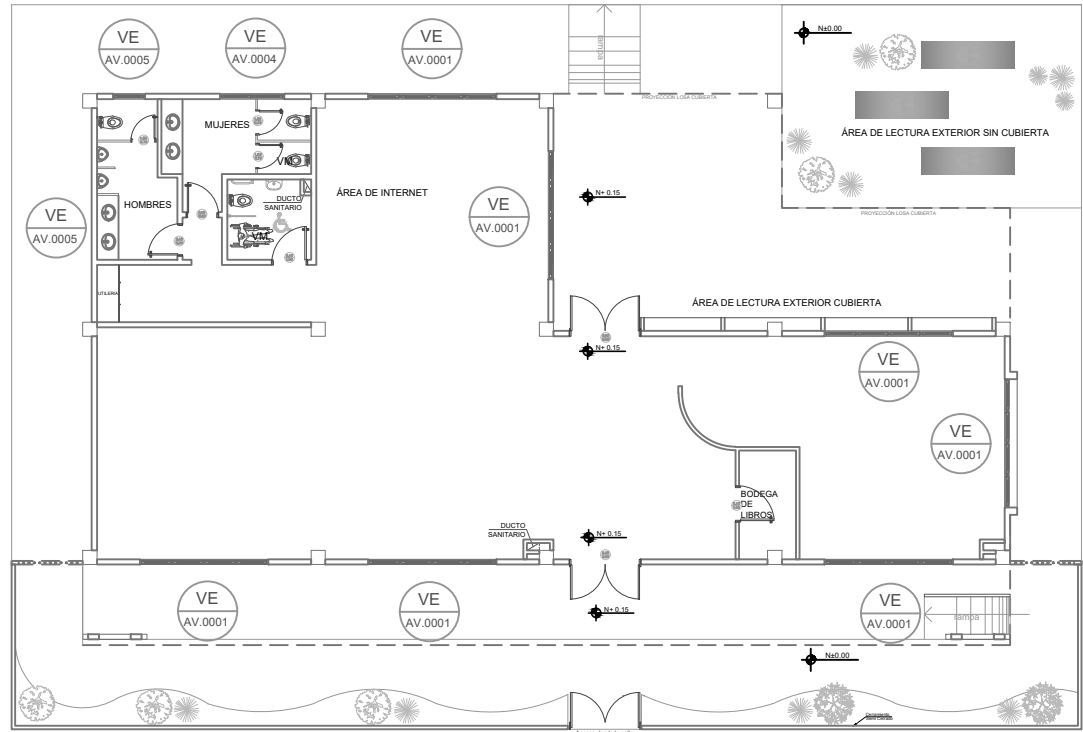 VE
AV.0005
VE
AV.0004
VE
AV.0001
rampa
N±0.00
PROYECCIÓN LOSA CUBIERTA
MUJERES
ÁREA DE LECTURA EXTERIOR SIN CUBIERTA
VM
ÁREA DE INTERNET
DUCTO
SANITARIO
HOMBRES
N+ 0.15
VE
AV.0005
VE
AV.0001
PROYECCIÓN LOSA CUBIERTA
VM
UTILERIA
ÁREA DE LECTURA EXTERIOR CUBIERTA
N+ 0.15
VE
AV.0001
VE
AV.0001
BODEGA
DE
LIBROS
DUCTO
SANITARIO
N+ 0.15
VE
AV.0001
VE
AV.0001
N+ 0.15
VE
AV.0001
rampa
N±0.00